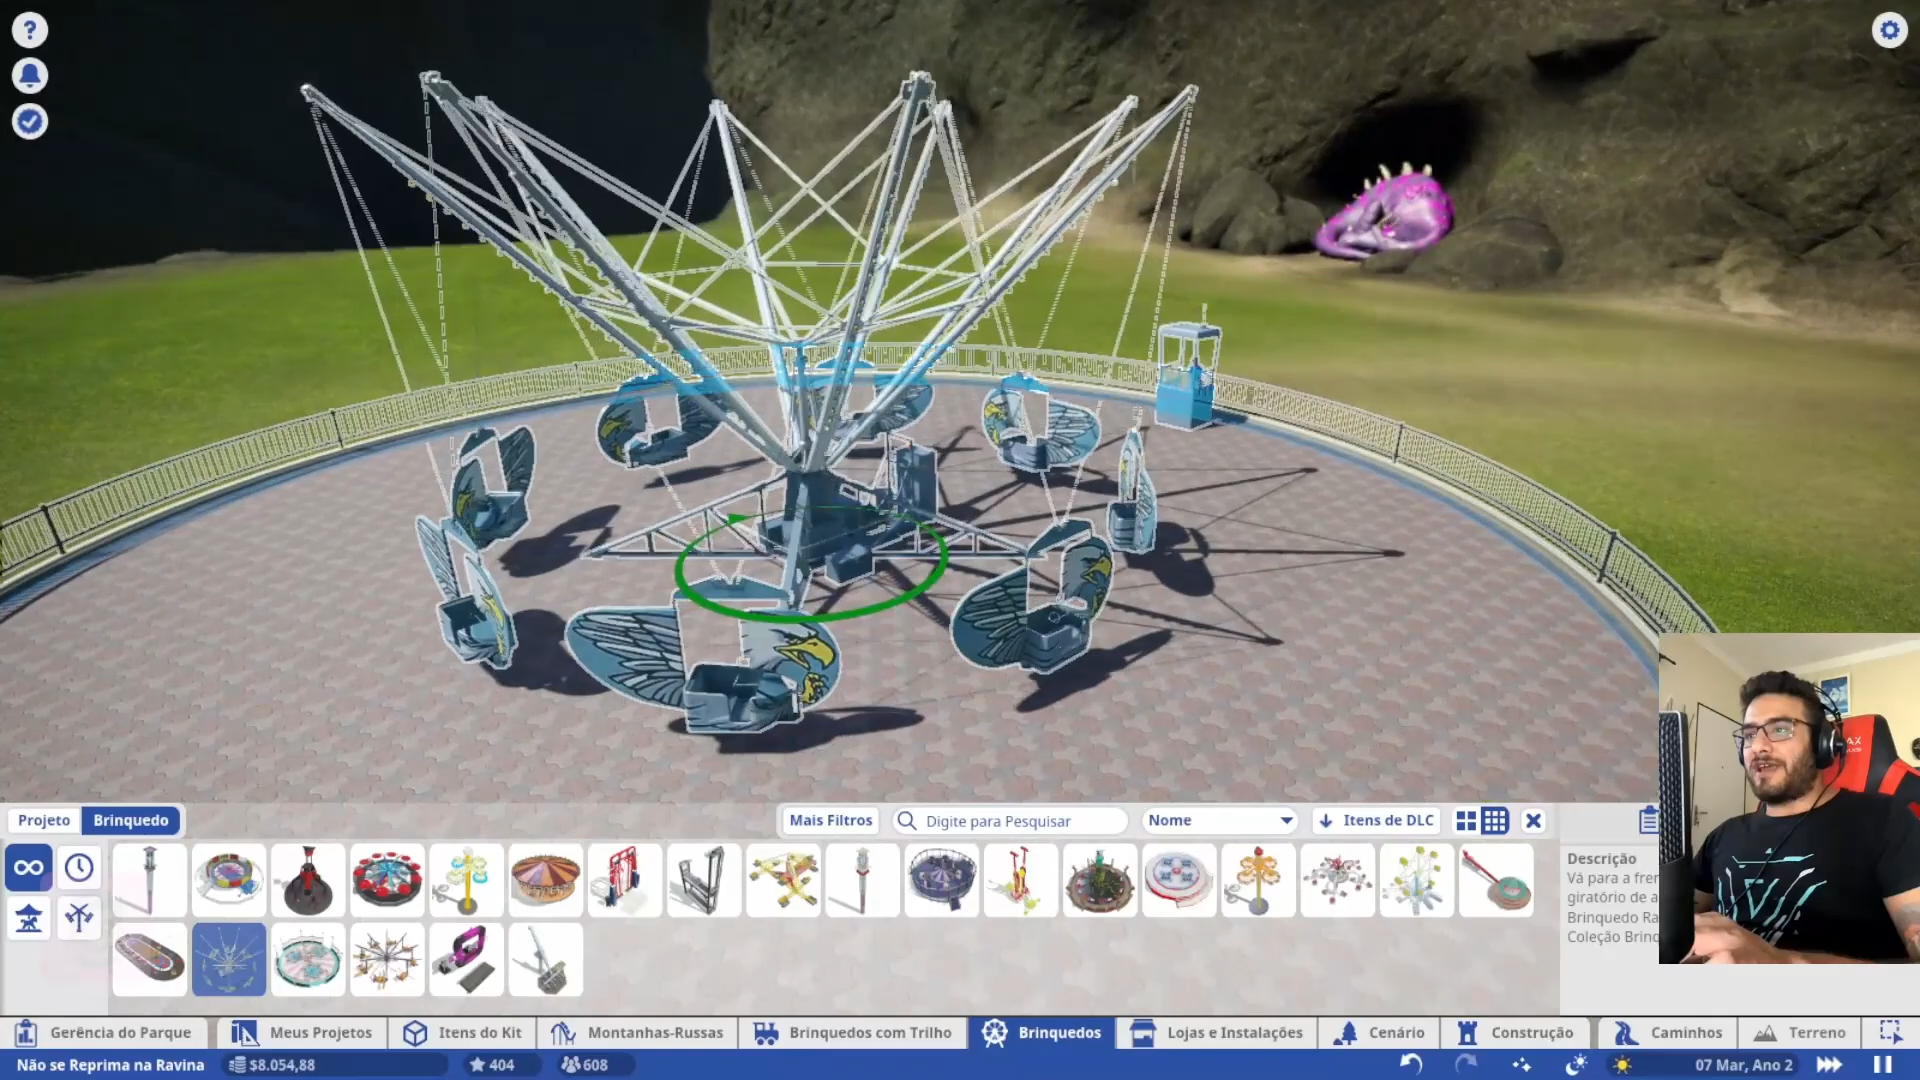 ?
Projeto
Brinquedo
Mais Filtros
Digite para Pesquisar
Nome
Itens de DLC
Descrição
Vá para a fren
giratório de a
Brinquedo Ra
Coleção Brinq
Gerência do Parque
Meus Projetos
Itens do Kit
Montanhas-Russas
Brinquedos com Trilho
Brinquedos
Lojas e Instalações
Cenário
Construção
Caminhos
Terreno
Não se Reprima na Ravina
$8.054,88
404
608
07 Mar, Ano 2